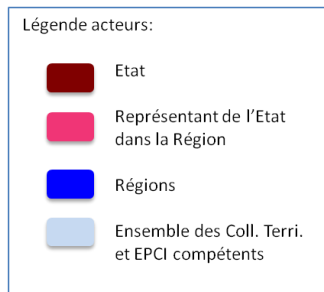 Légende acteurs:
Etat
Représentant de l'Etat
dans la Région
Régions
Ensemble des Coll. Terri.
et EPCI compétents